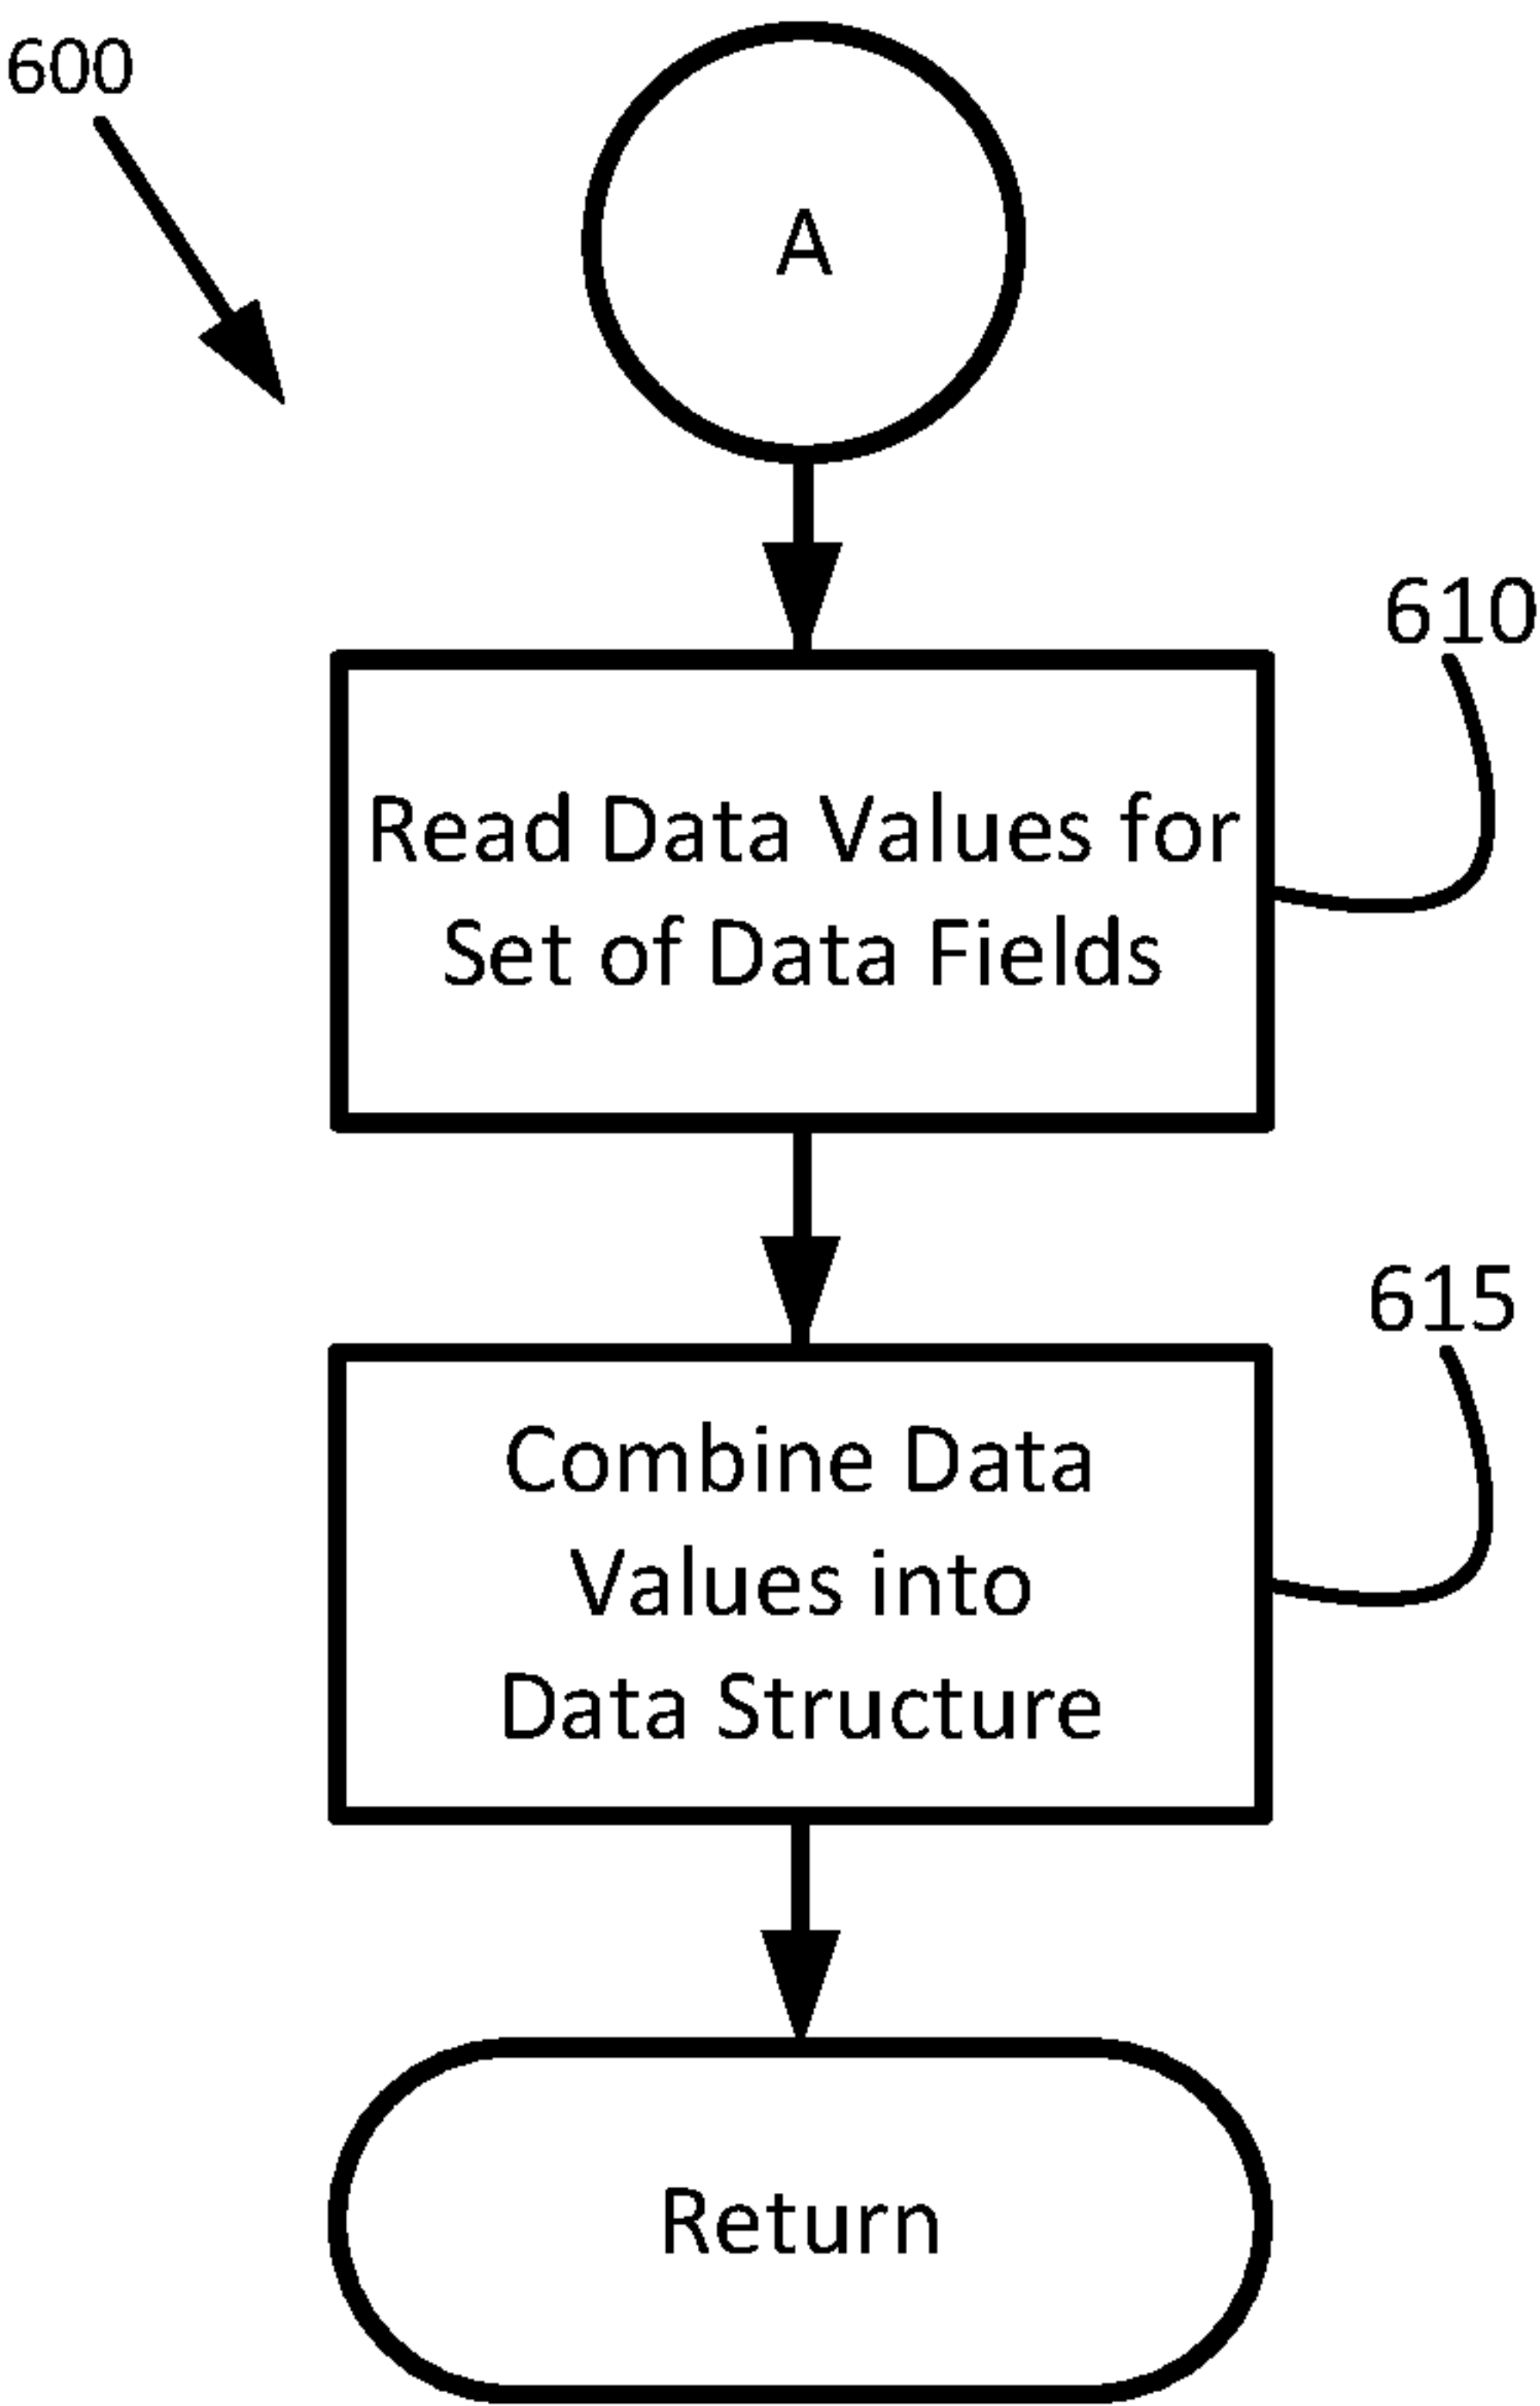 600
A
610
Read Data Values for
Set of Data Fields
615
Combine Data
Values into
Data Structure
Return